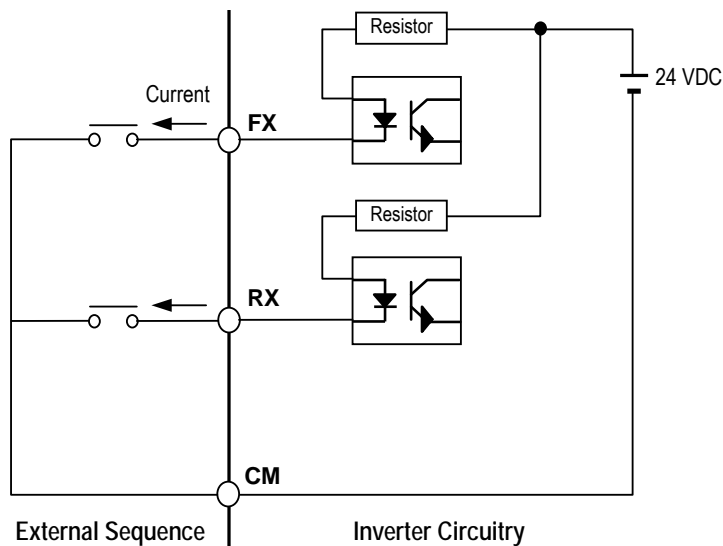 Resistor
24 VDC
Current
FX
Resistor
RX
CM
External Sequence
Inverter Circuitry